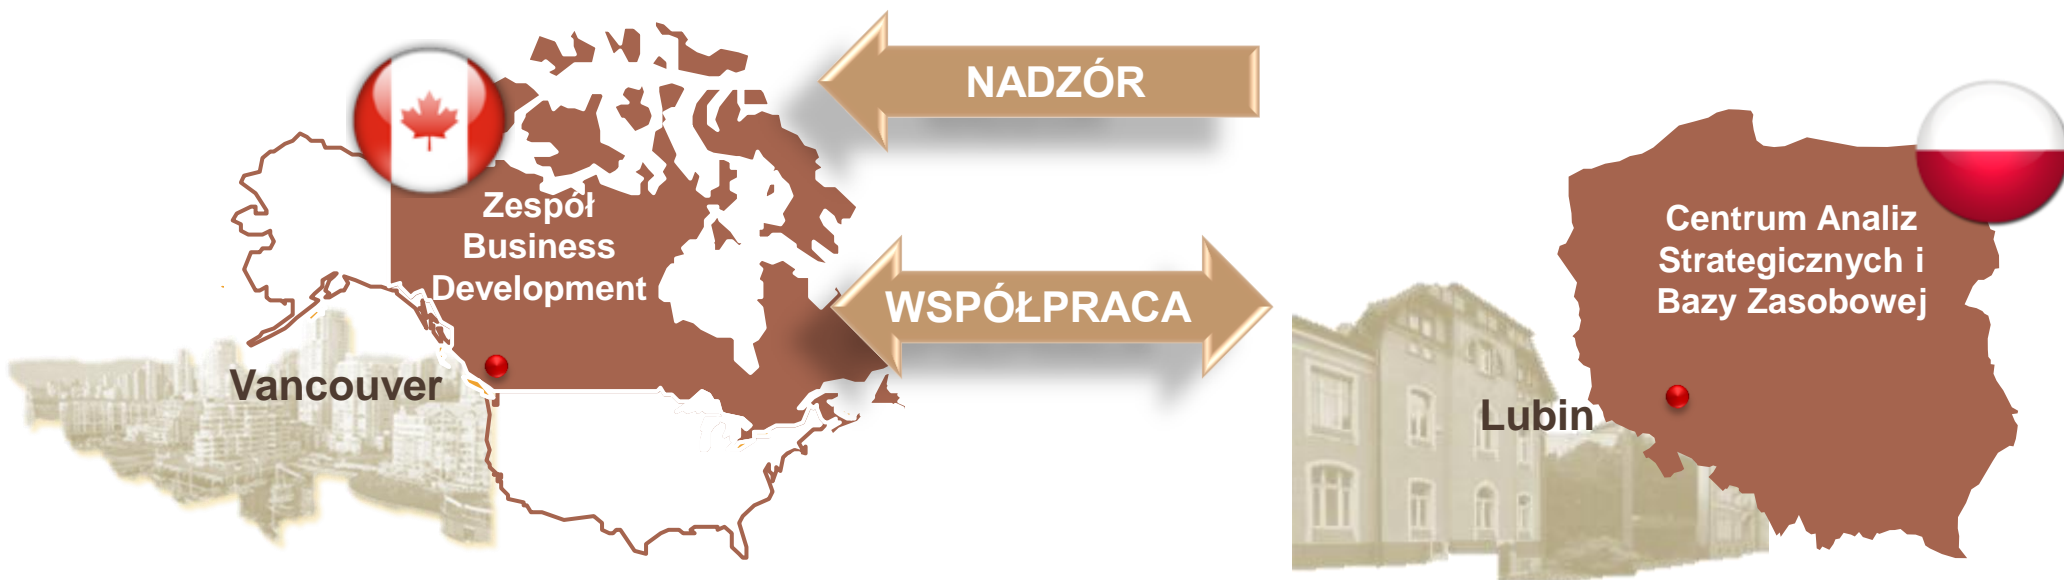 NADZÓR
Zespół
Business
Development
Centrum Analiz
Strategicznych i
Bazy Zasobowej
WSPÓŁPRACA
Vancouver
Lubin